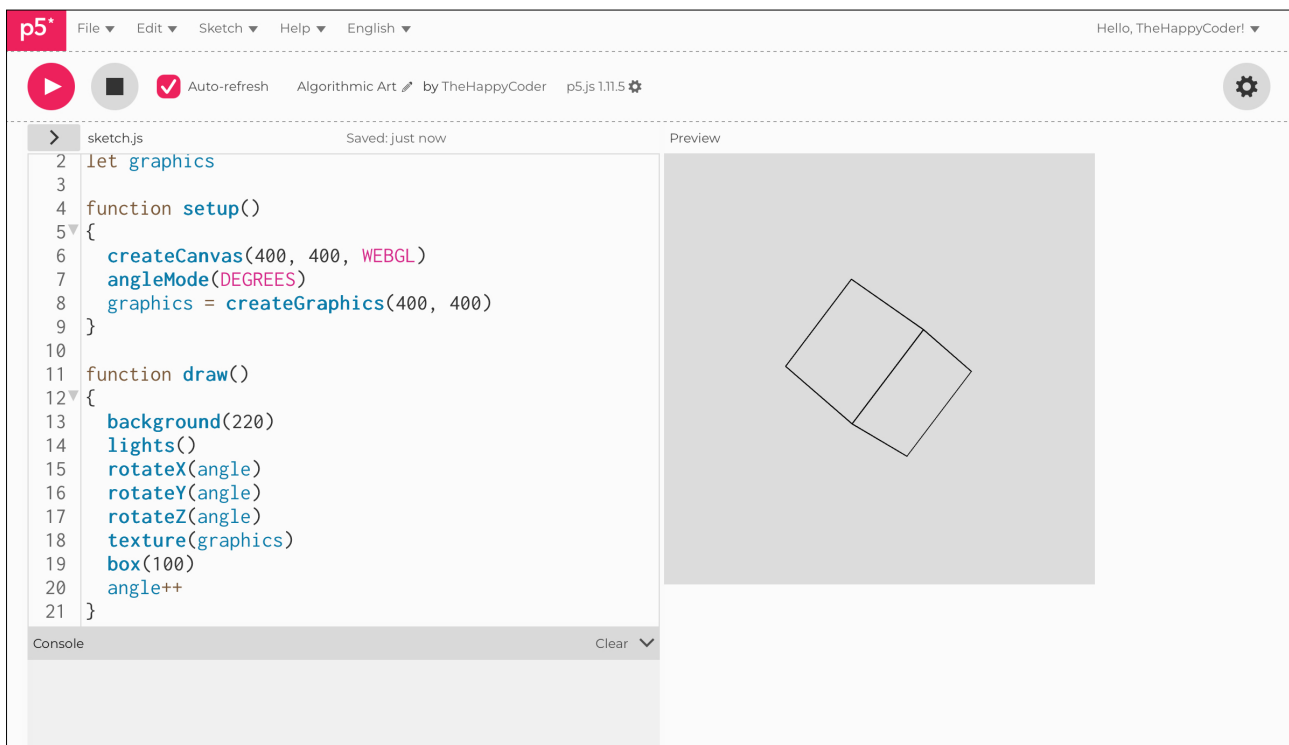 p5* File Edit Sketch Help English Hello, TheHappyCoder!
Auto-refresh Algorithmic Art by TheHappyCoder p5.js 1.11.5
sketch.js Saved: just now Preview
2 let graphics
3
4 function setup()
5 {
6 createCanvas(400, 400, WEBGL)
7 angleMode(DEGREES)
8 graphics = createGraphics(400, 400)
9 }
10
11 function draw()
12 {
13 background(220)
14 lights()
15 rotateX(angle)
16 rotateY(angle)
17 rotateZ(angle)
18 texture(graphics)
19 box(100)
20 angle++
21 }
Console Clear